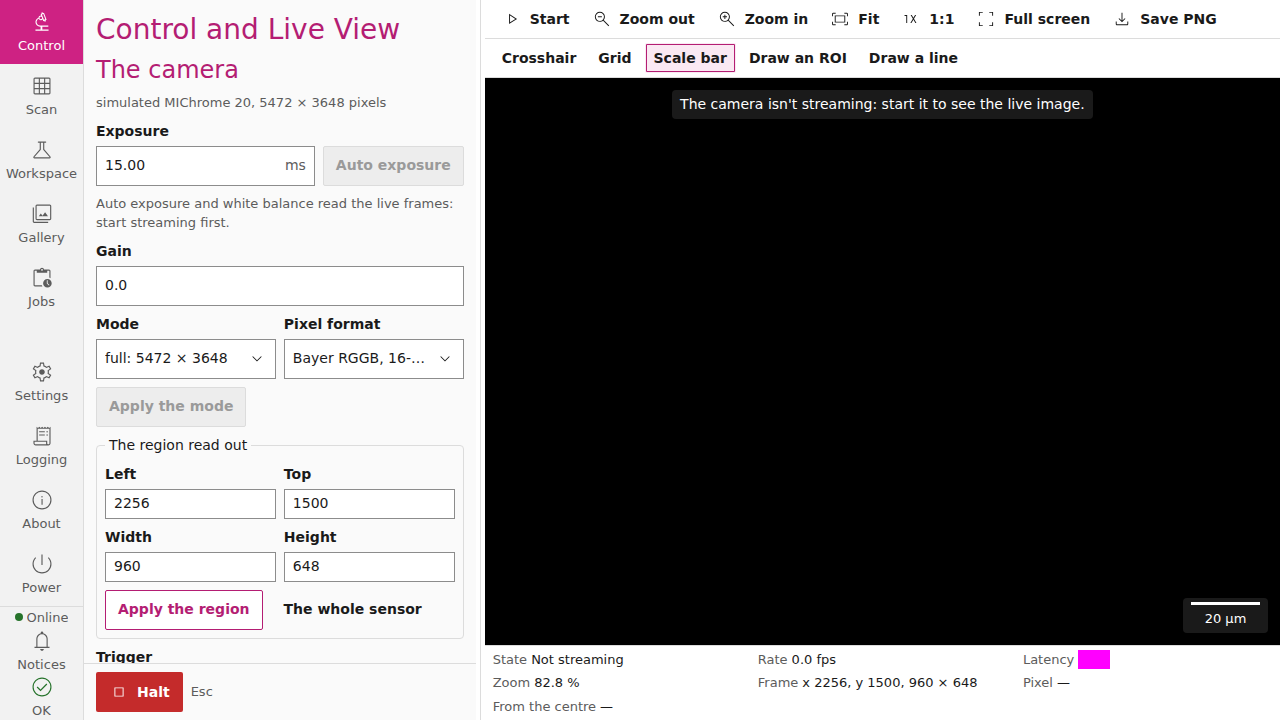 Control
Scan
Workspace
Gallery
Jobs
Settings
Logging
About
Power
Online
Notices
OK
Control and Live View
The camera
simulated MIChrome 20, 5472 × 3648 pixels
Exposure
15.00 ms
Auto exposure
Auto exposure and white balance read the live frames:
start streaming first.
Gain
0.0
Mode Pixel format
full: 5472 × 3648 Bayer RGGB, 16-...
Apply the mode
The region read out
Left Top
2256 1500
Width Height
960 648
Apply the region The whole sensor
Trigger
Halt Esc
Start Zoom out Zoom in Fit 1X 1:1 Full screen Save PNG
Crosshair Grid Scale bar Draw an ROI Draw a line
The camera isn't streaming: start it to see the live image.
20 µm
State Not streaming Rate 0.0 fps Latency
Zoom 82.8 % Frame x 2256, y 1500, 960 × 648 Pixel —
From the centre —